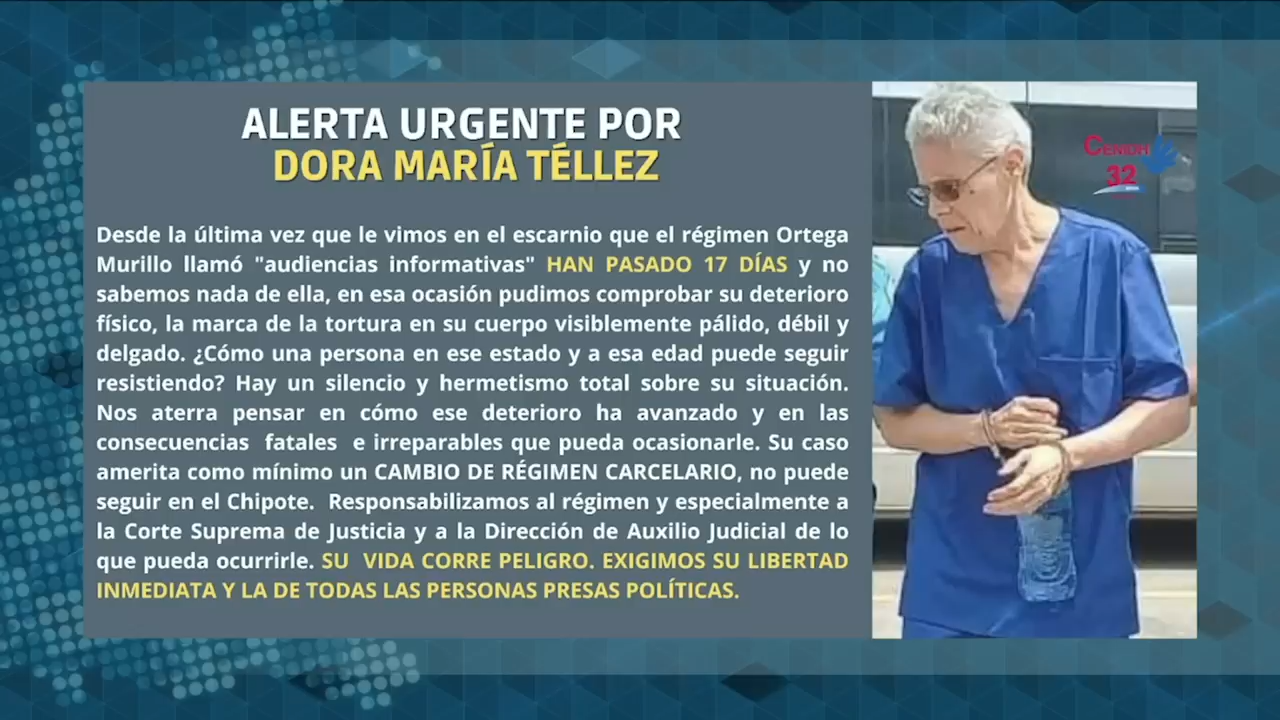 ALERTA URGENTE POR
DORA MARÍA TÉLLEZ
Desde la última vez que le vimos en el escarnio que el régimen Ortega
Murillo llamó "audiencias informativas" HAN PASADO 17 DÍAS y no
sabemos nada de ella, en esa ocasión pudimos comprobar su deterioro
físico, la marca de la tortura en su cuerpo visiblemente pálido, débil y
delgado. ¿Cómo una persona en ese estado y a esa edad puede seguir
resistiendo? Hay un silencio y hermetismo total sobre su situación.
Nos aterra pensar en cómo ese deterioro ha avanzado y en las
consecuencias fatales e irreparables que pueda ocasionarle. Su caso
amerita como mínimo un CAMBIO DE RÉGIMEN CARCELARIO, no puede
seguir en el Chipote. Responsabilizamos al régimen y especialmente a
la Corte Suprema de Justicia y a la Dirección de Auxilio Judicial de lo
que pueda ocurrirle. SU VIDA CORRE PELIGRO. EXIGIMOS SU LIBERTAD
INMEDIATA Y LA DE TODAS LAS PERSONAS PRESAS POLÍTICAS.
CENIDH
32